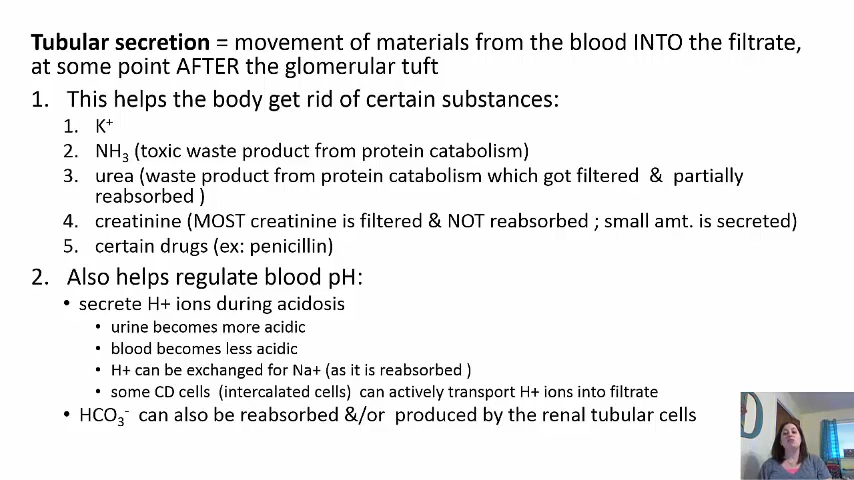 Tubular secretion = movement of materials from the blood INTO the filtrate,
at some point AFTER the glomerular tuft
1. This helps the body get rid of certain substances:
1. K⁺
2. NH₃ (toxic waste product from protein catabolism)
3. urea (waste product from protein catabolism which got filtered & partially
reabsorbed )
4. creatinine (MOST creatinine is filtered & NOT reabsorbed ; small amt. is secreted)
5. certain drugs (ex: penicillin)
2. Also helps regulate blood pH:
• secrete H+ ions during acidosis
• urine becomes more acidic
• blood becomes less acidic
• H+ can be exchanged for Na+ (as it is reabsorbed )
• some CD cells (intercalated cells) can actively transport H+ ions into filtrate
• HCO₃⁻ can also be reabsorbed &/or produced by the renal tubular cells